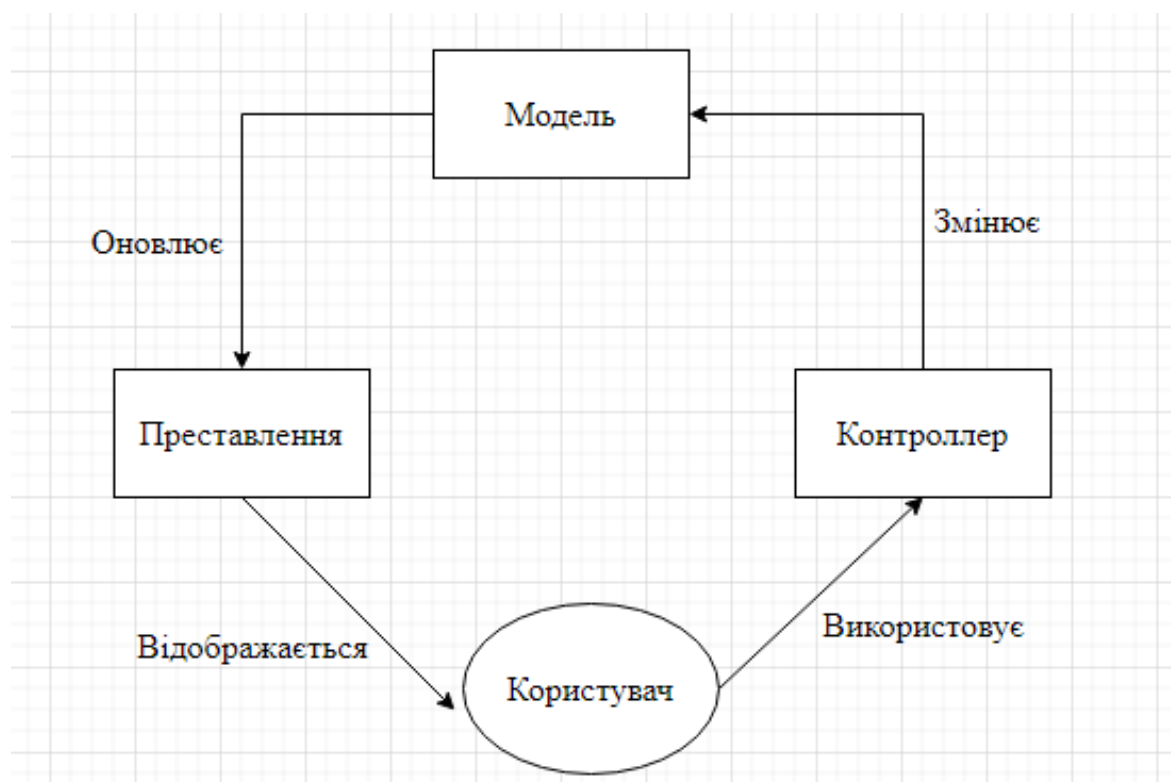 Модель
Змінює
Оновлює
Преставлення
Контроллер
Використовує
Відображається
Користувач